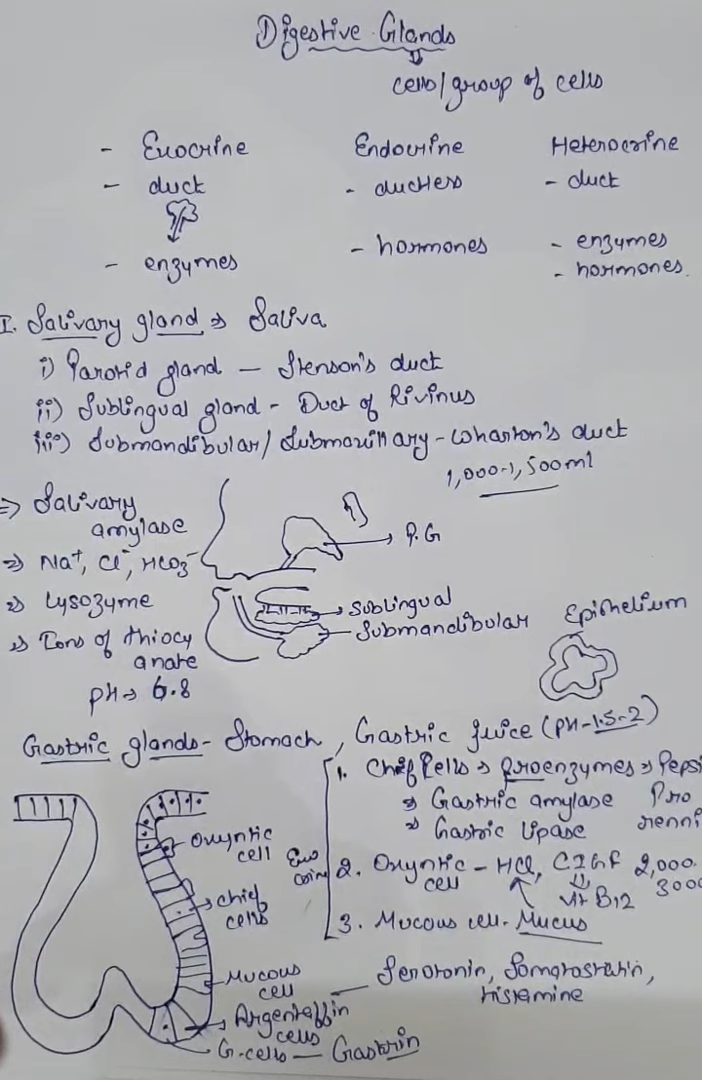 Digestive Glands
⇓
cells/group of cells
- Exocrine
- duct
- enzymes
Endocrine
- ductless
- hormones
Heterocrine
- duct
- enzymes
- hormones.
I. Salivary gland ⇒ Saliva
i) Parotid gland – Stenson's duct
ii) Sublingual gland - Duct of Rivinus
iii) Submandibular/Submaxillary - Wharton's duct
1,000-1,500ml
⇒ Salivary
amylase
⇒ Na⁺, Cl⁻, HCO₃⁻
⇒ Lysozyme
⇒ Ions of thiocy
anate
pH → 6.8
P.G
Sublingual
Submandibular
Epithelium
Gastric glands - Stomach, Gastric juice (PH-1.5-2)
Exo
crine
1. Chief cells ⇒ Proenzymes ⇒ Pepsi
⇒ Gastric amylase Pro
⇒ Gastric lipase renni
2. Oxyntic - HCl, CIGF 2,000.
cell Vit B12 3000
3. Mucous cell - Mucus
Oxyntic
cell
chief
cells
Mucous
cell
Argentaffin
cells
– Serotonin, Somatostatin,
histamine
G-cells — Gastrin